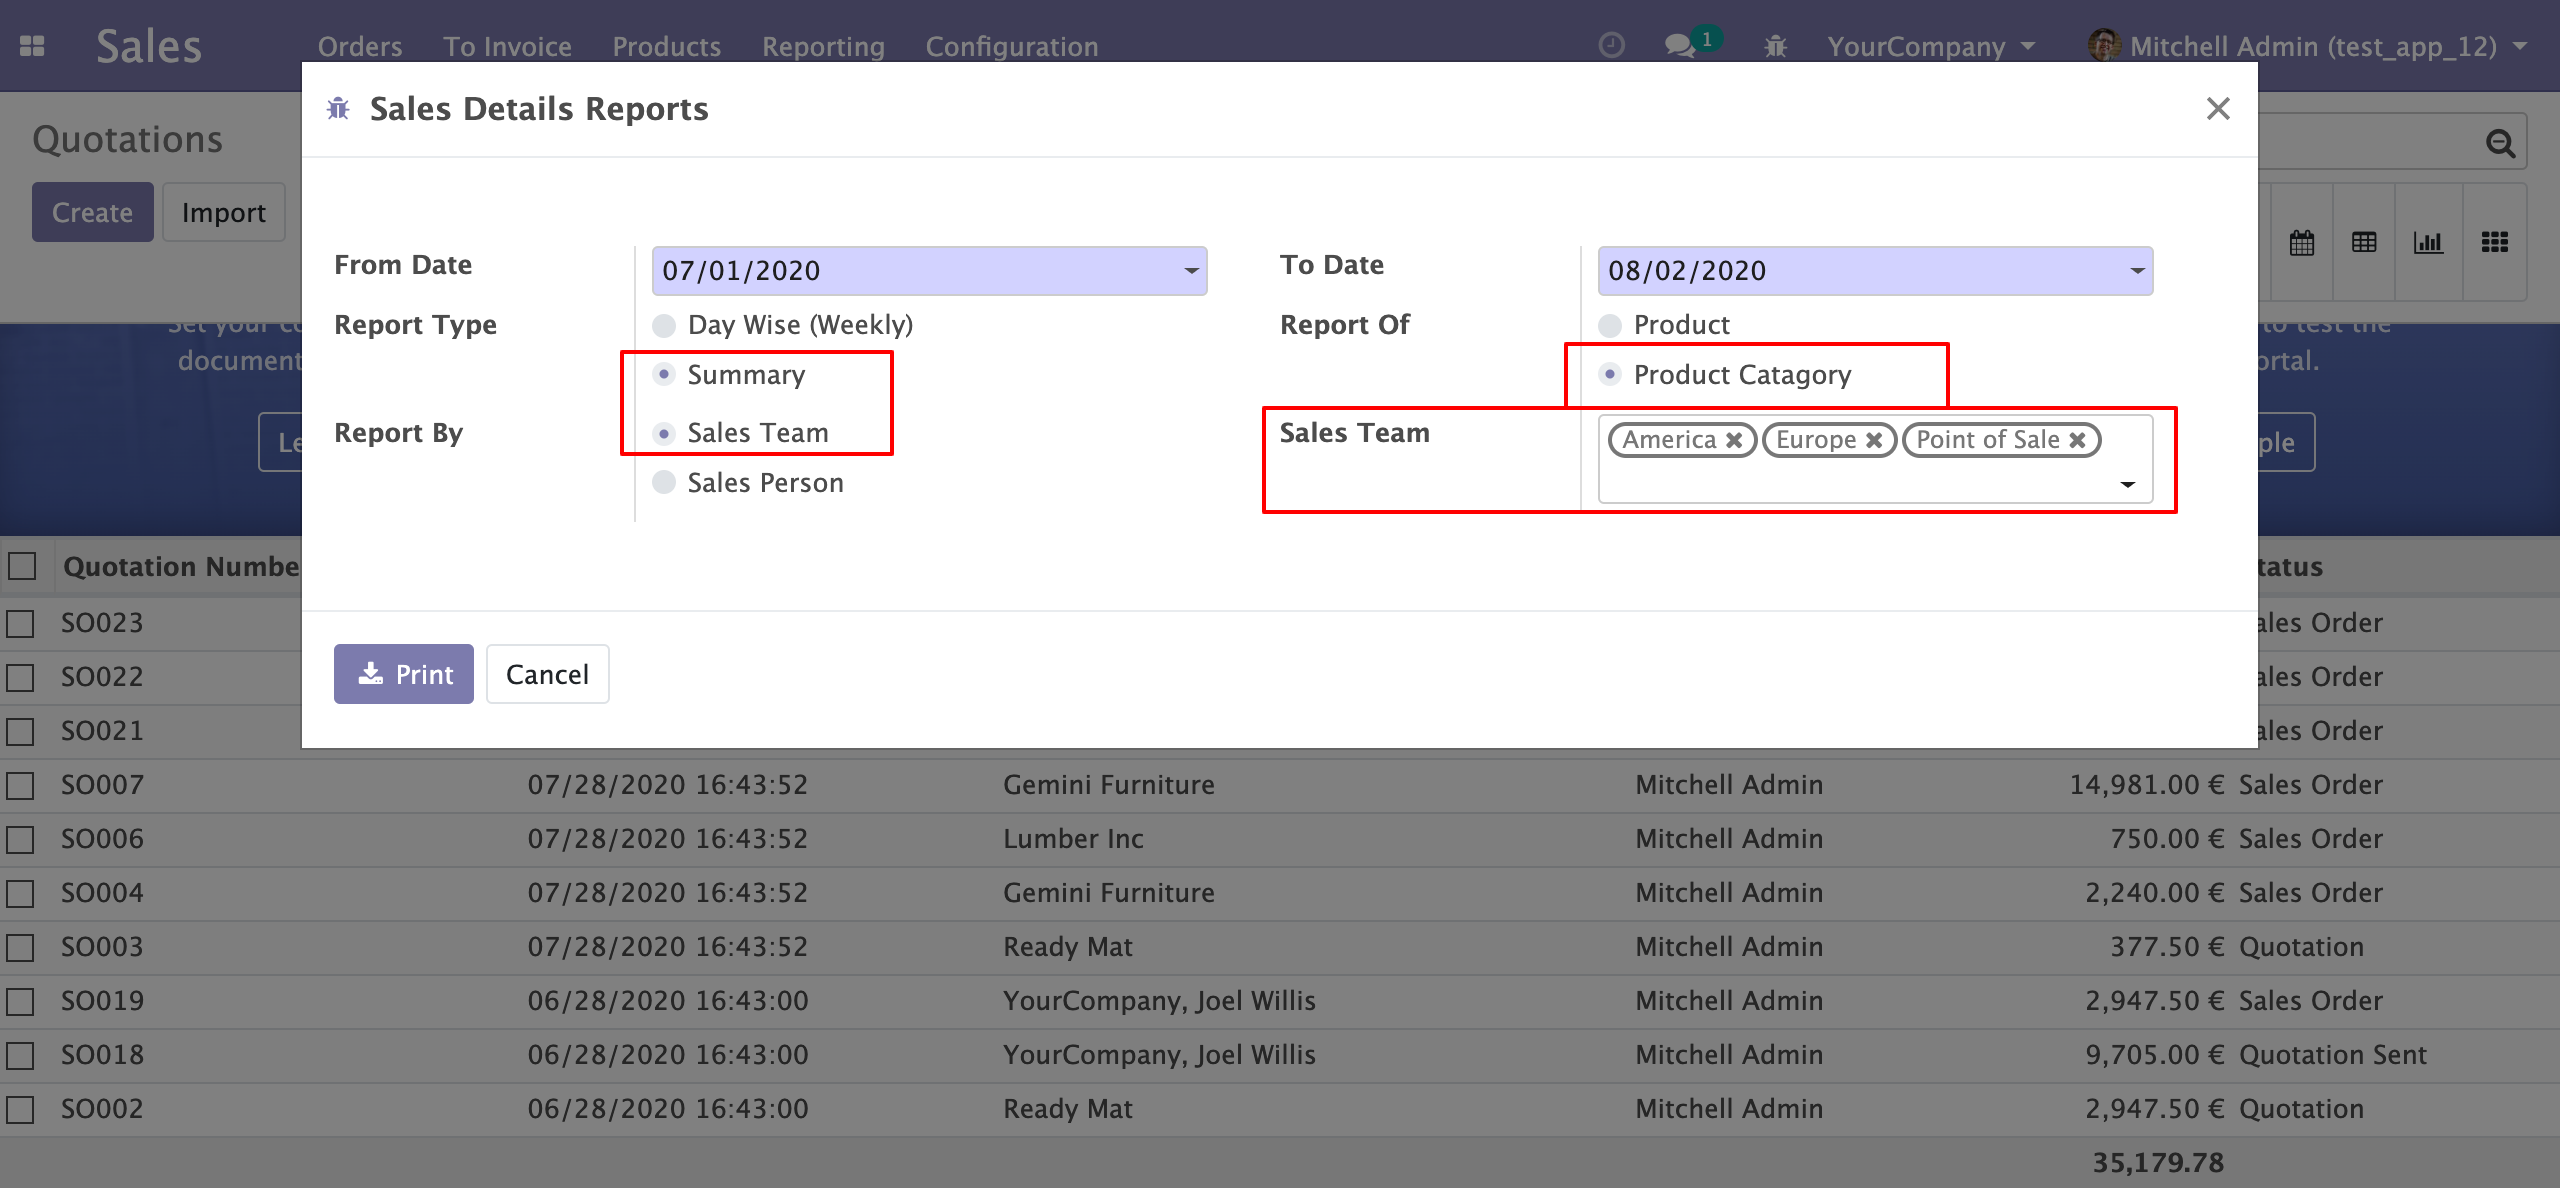 Sales Orders To Invoice Products Reporting Configuration 1 YourCompany Mitchell Admin (test_app_12)
Sales Details Reports
Quotations
Create Import
From Date 07/01/2020 To Date 08/02/2020
Report Type Day Wise (Weekly) Report Of Product
Summary Product Catagory
Report By Sales Team Sales Team America Europe Point of Sale
Sales Person
Set your
to test the
document
Quotation Numbe
SO023 Sales Order
SO022 Sales Order
SO021 Sales Order
Print Cancel
SO007 07/28/2020 16:43:52 Gemini Furniture Mitchell Admin 14,981.00 € Sales Order
SO006 07/28/2020 16:43:52 Lumber Inc Mitchell Admin 750.00 € Sales Order
SO004 07/28/2020 16:43:52 Gemini Furniture Mitchell Admin 2,240.00 € Sales Order
SO003 07/28/2020 16:43:52 Ready Mat Mitchell Admin 377.50 € Quotation
SO019 06/28/2020 16:43:00 YourCompany, Joel Willis Mitchell Admin 2,947.50 € Sales Order
SO018 06/28/2020 16:43:00 YourCompany, Joel Willis Mitchell Admin 9,705.00 € Quotation Sent
SO002 06/28/2020 16:43:00 Ready Mat Mitchell Admin 2,947.50 € Quotation
35,179.78